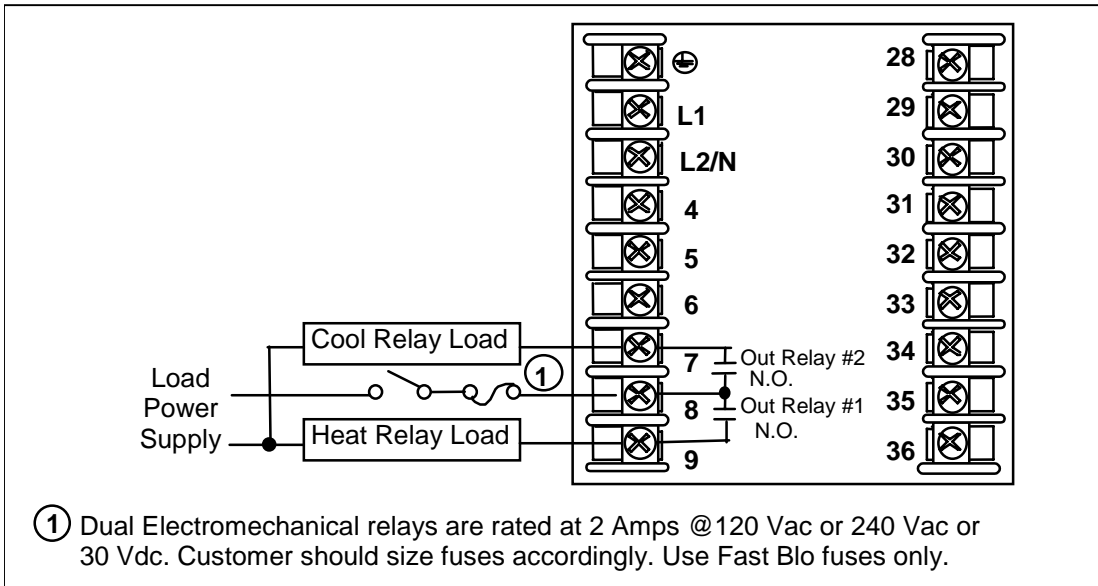 28
L1
29
L2/N
30
4
31
5
32
6
33
Cool Relay Load
7
Out Relay #2
N.O.
34
Load
Power
Supply
1
8
Out Relay #1
N.O.
35
Heat Relay Load
9
36
1 Dual Electromechanical relays are rated at 2 Amps @120 Vac or 240 Vac or
30 Vdc. Customer should size fuses accordingly. Use Fast Blo fuses only.